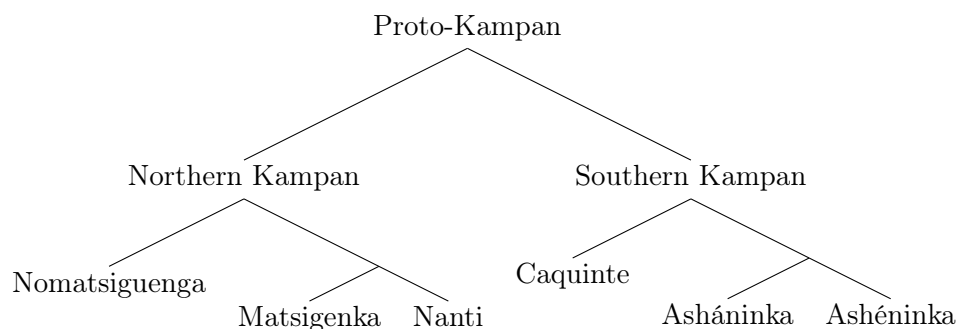 Proto-Kampan
Northern Kampan
Southern Kampan
Nomatsiguenga
Caquinte
Matsigenka
Nanti
Asháninka
Ashéninka